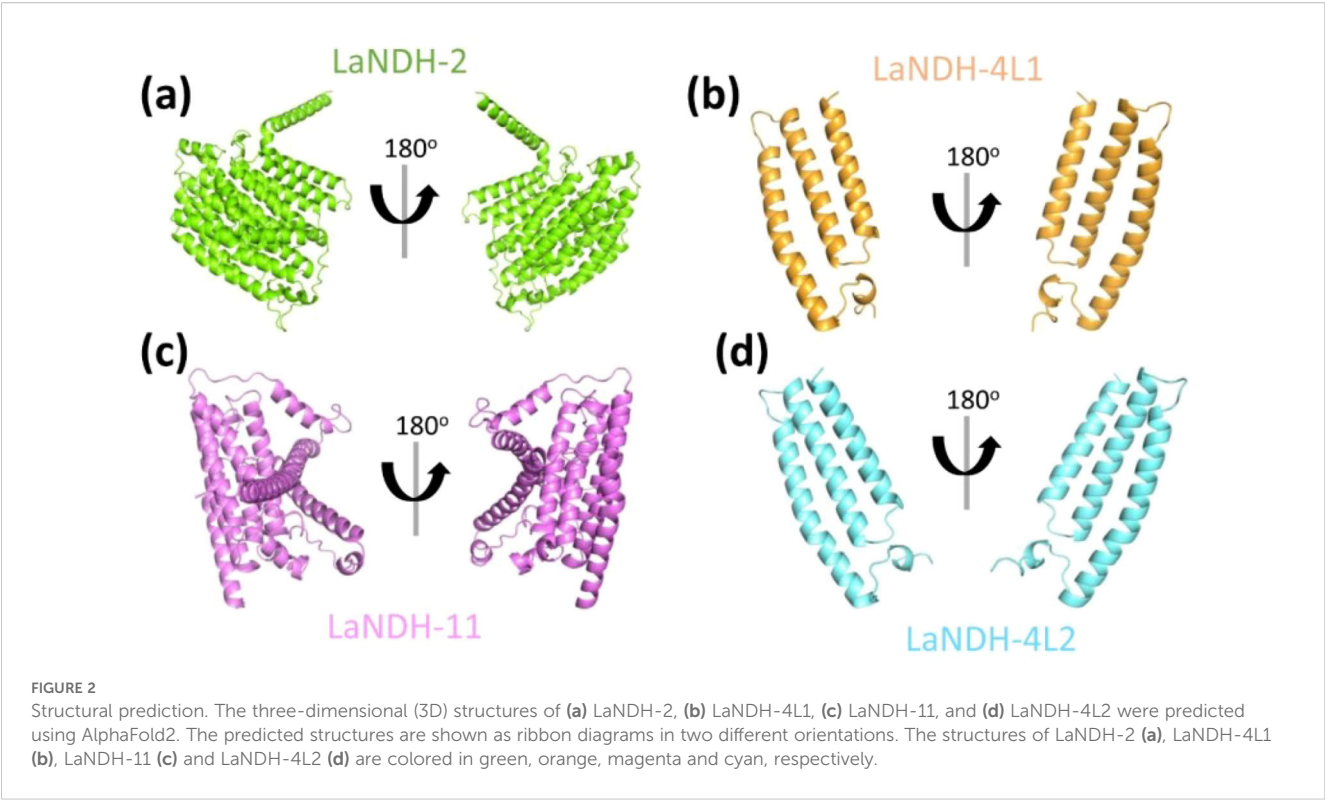 LaNDH-2
(a)
180°
LaNDH-4L1
(b)
180°
(c)
180°
LaNDH-11
(d)
180°
LaNDH-4L2
FIGURE 2
Structural prediction. The three-dimensional (3D) structures of (a) LaNDH-2, (b) LaNDH-4L1, (c) LaNDH-11, and (d) LaNDH-4L2 were predicted
using AlphaFold2. The predicted structures are shown as ribbon diagrams in two different orientations. The structures of LaNDH-2 (a), LaNDH-4L1
(b), LaNDH-11 (c) and LaNDH-4L2 (d) are colored in green, orange, magenta and cyan, respectively.